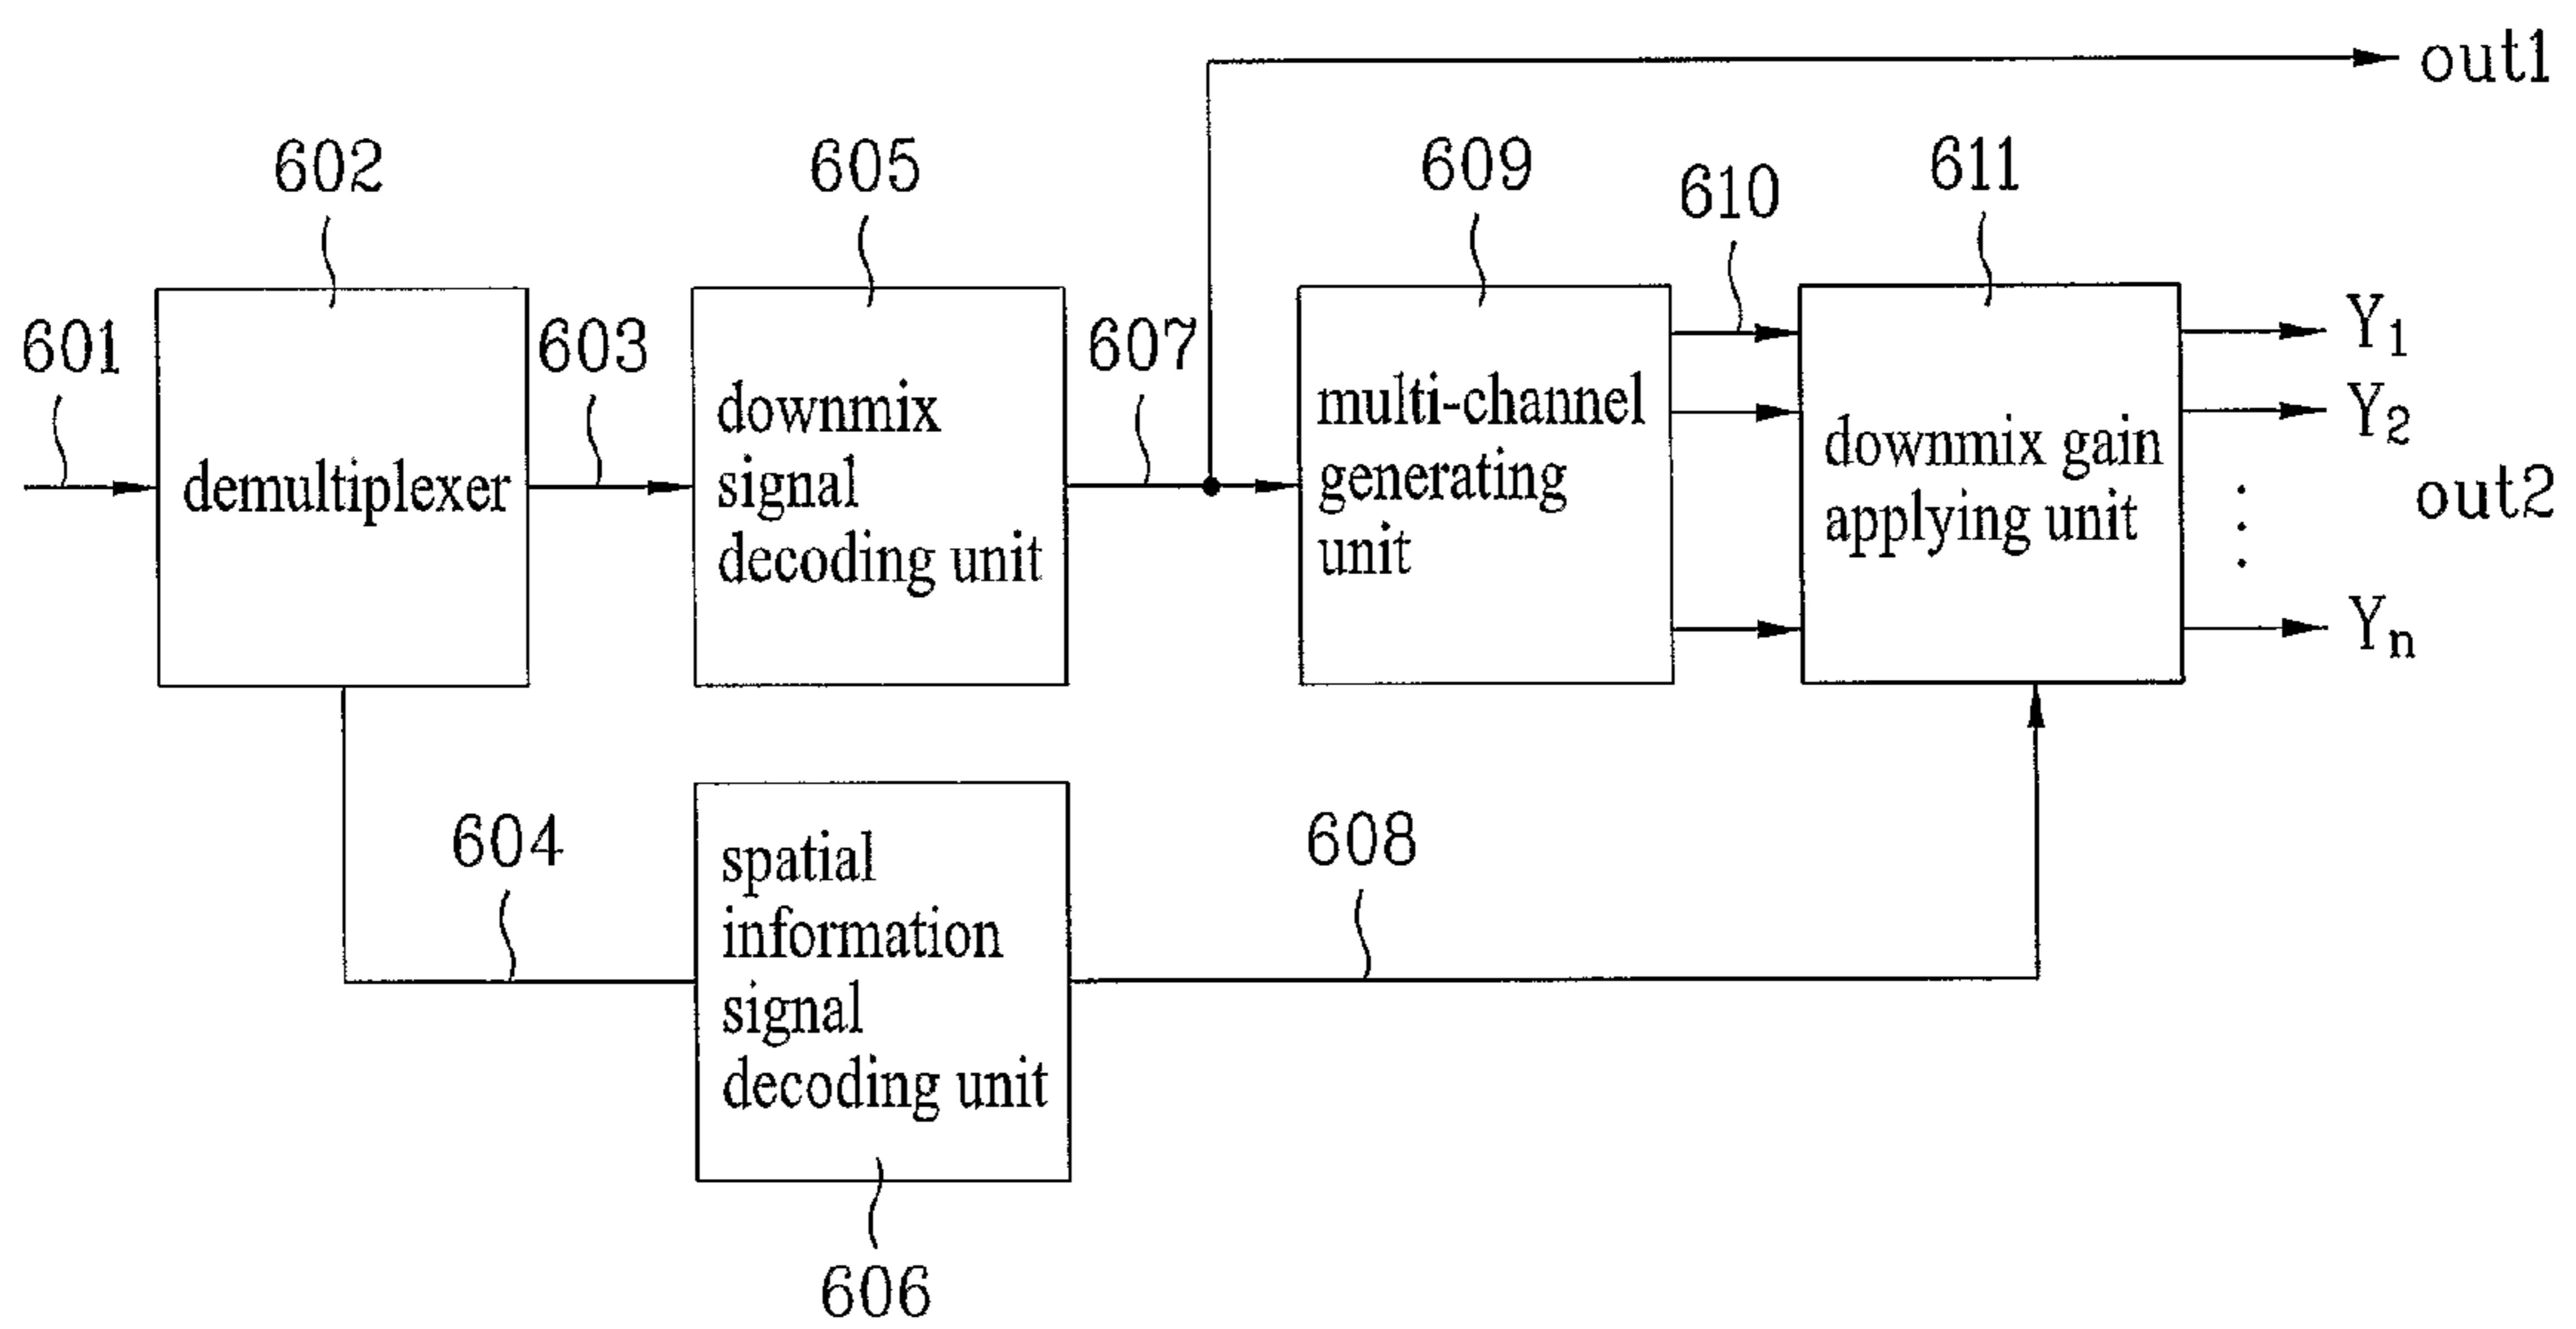 out1
602
605
609
610
611
601
603
607
demultiplexer
downmix
signal
decoding unit
multi-channel
generating
unit
downmix gain
applying unit
Y1
Y2
out2
Yn
604
608
spatial
information
signal
decoding unit
606